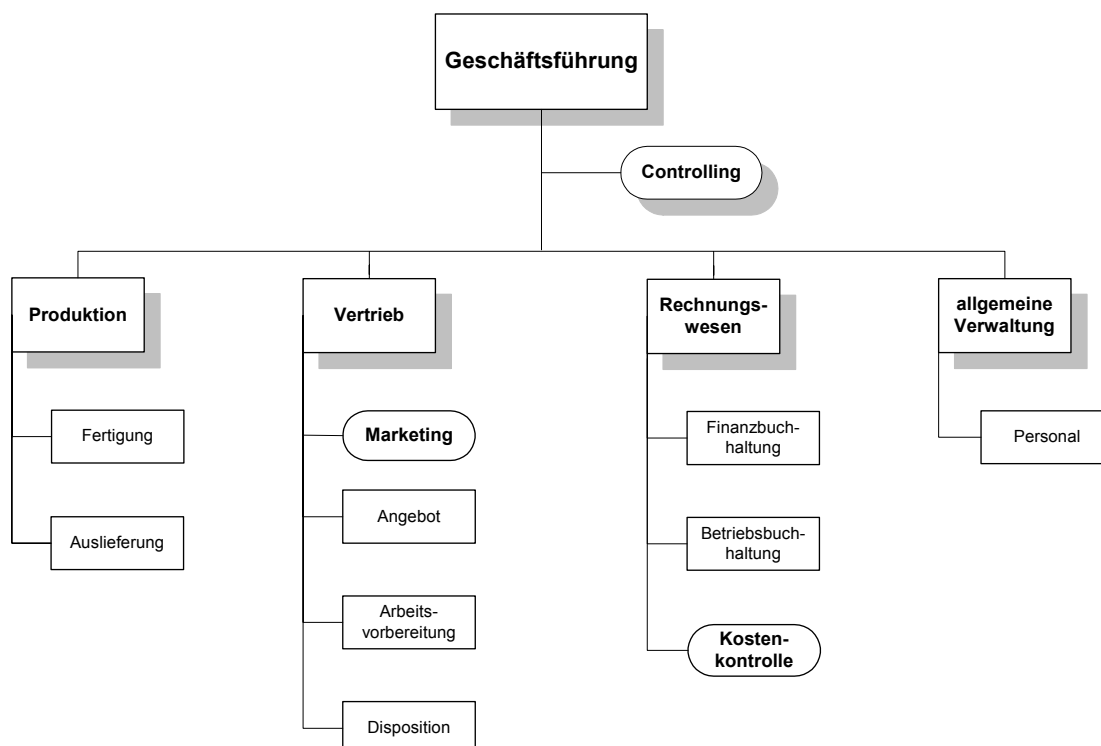 Geschäftsführung
Controlling
Produktion
Vertrieb
Rechnungs-
wesen
allgemeine
Verwaltung
Fertigung
Marketing
Finanzbuch-
haltung
Personal
Auslieferung
Angebot
Betriebsbuch-
haltung
Arbeits-
vorbereitung
Kosten-
kontrolle
Disposition